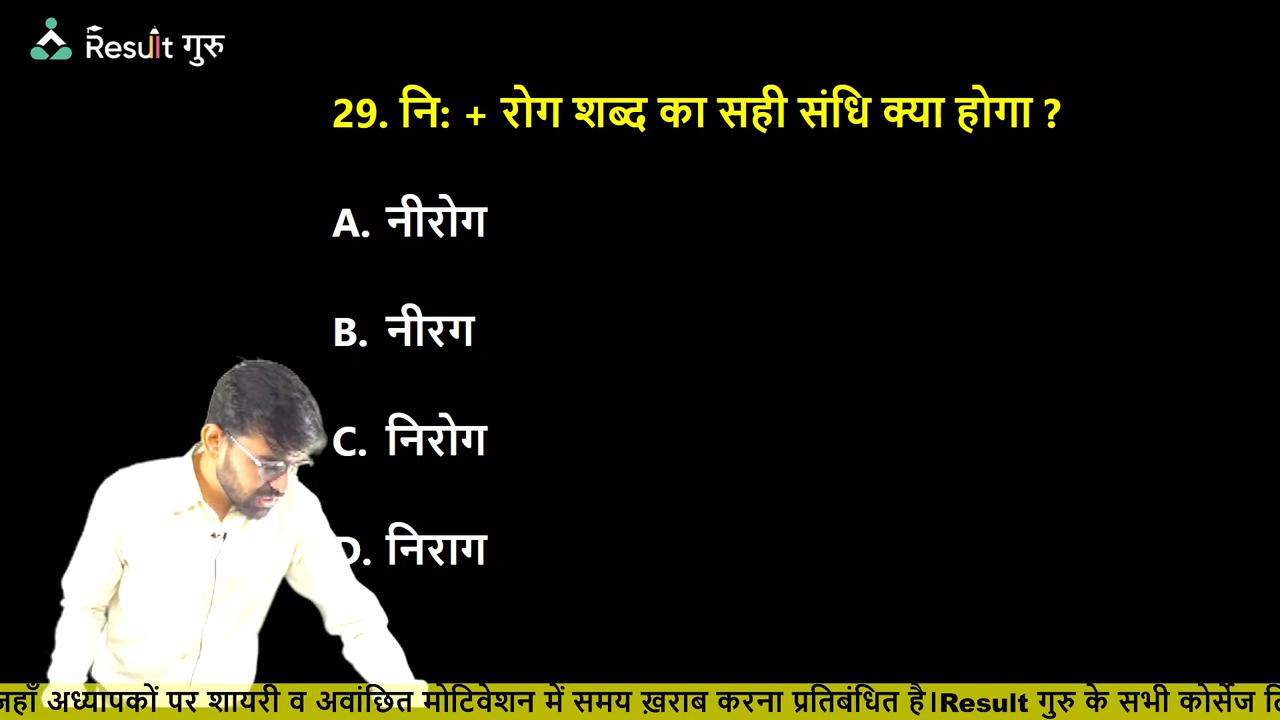 Result गुरु
29. नि: + रोग शब्द का सही संधि क्या होगा ?
A. नीरोग
B. नीरग
C. निरोग
D. निराग
जहाँ अध्यापकों पर शायरी व अवांछित मोटिवेशन में समय ख़राब करना प्रतिबंधित है।Result गुरु के सभी कोर्सेज